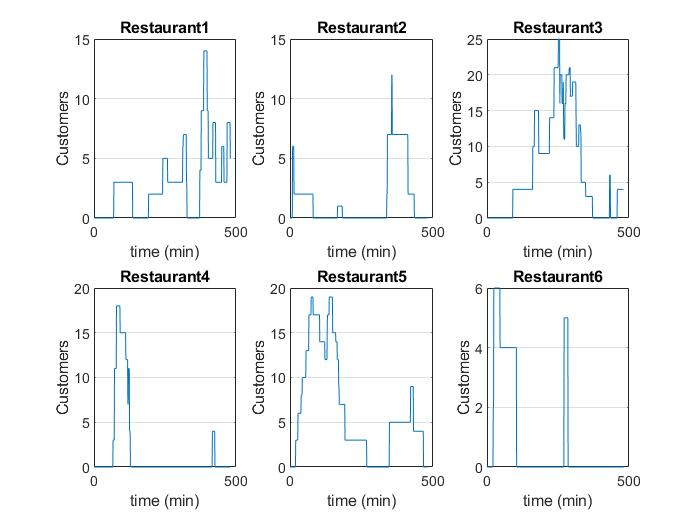 Restaurant1
15
10
5
0
Customers
0
500
time (min)
Restaurant2
15
10
5
0
Customers
0
500
time (min)
Restaurant3
25
20
15
10
5
0
Customers
0
500
time (min)
Restaurant4
20
15
10
5
0
Customers
0
500
time (min)
Restaurant5
20
15
10
5
0
Customers
0
500
time (min)
Restaurant6
6
4
2
0
Customers
0
500
time (min)